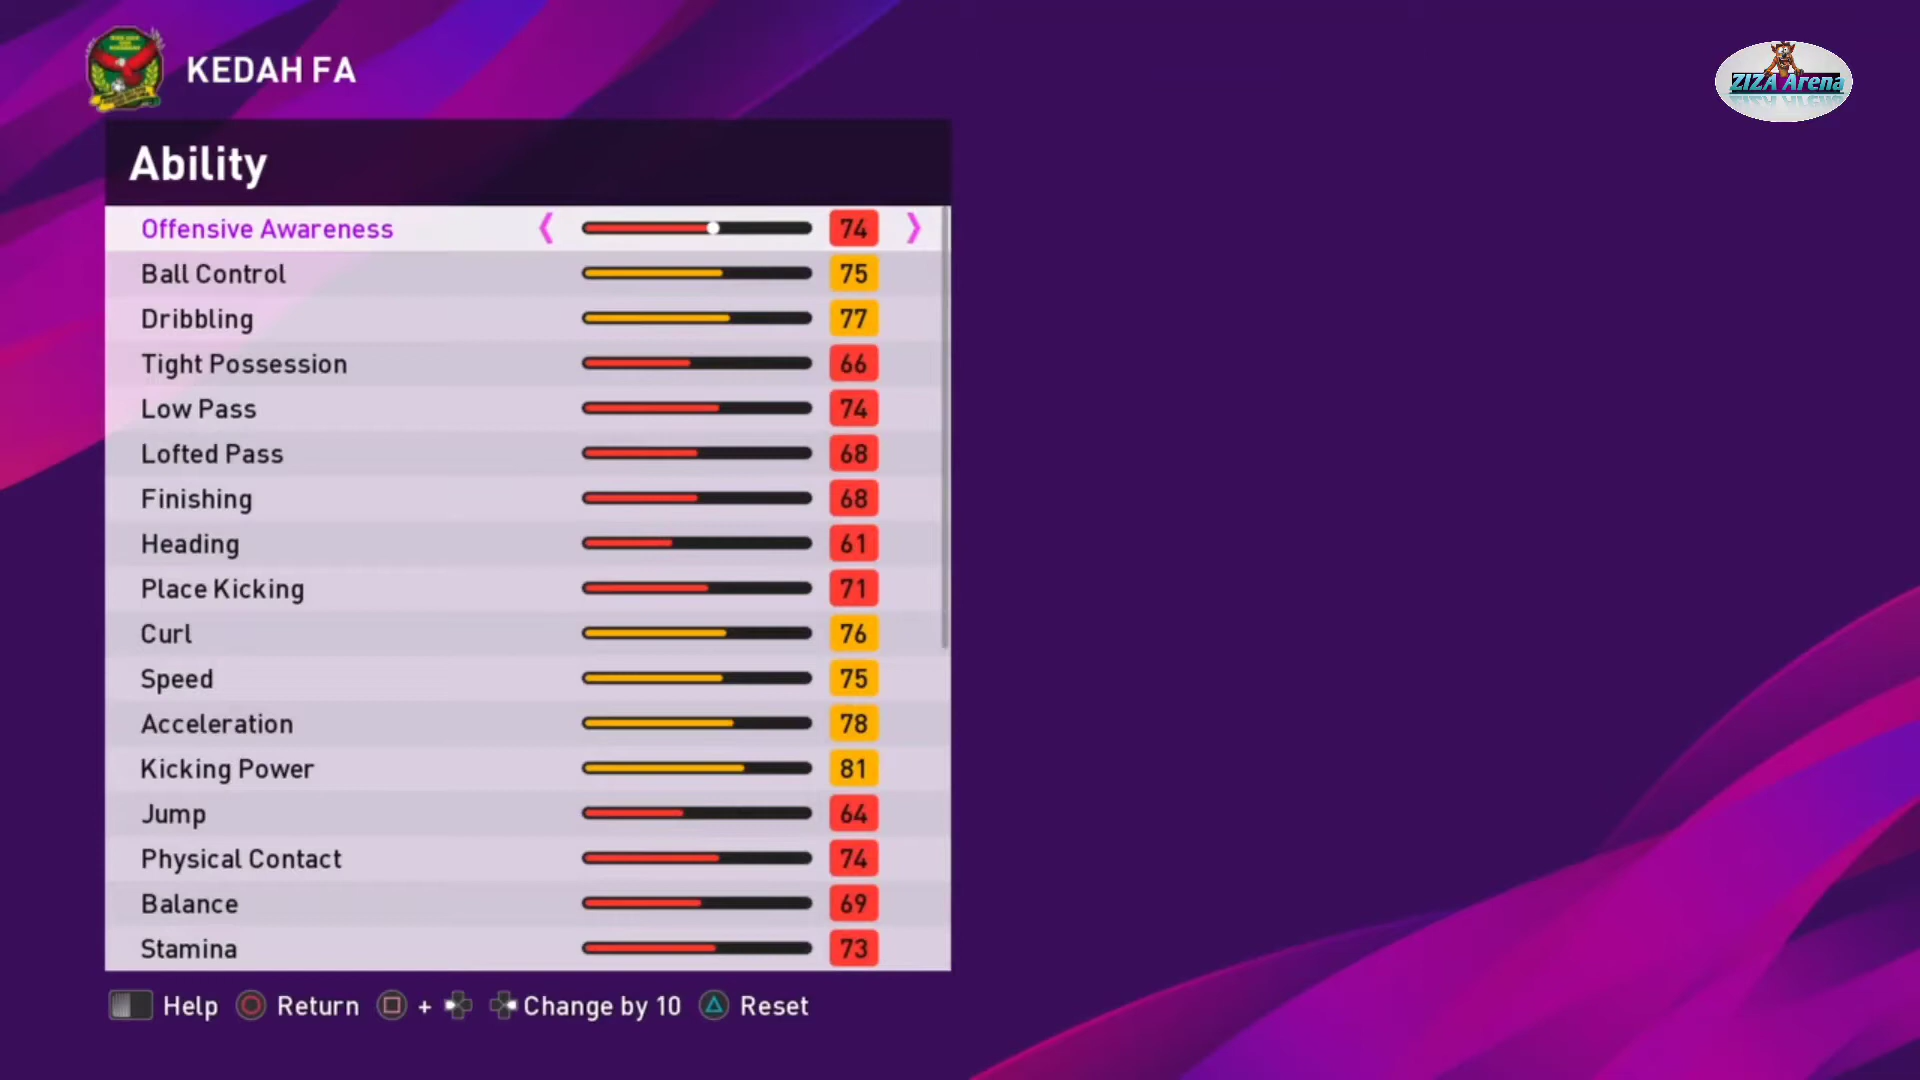 KEDAH FA
ZIZA Arena
Ability
Offensive Awareness 74
Ball Control 75
Dribbling 77
Tight Possession 66
Low Pass 74
Lofted Pass 68
Finishing 68
Heading 61
Place Kicking 71
Curl 76
Speed 75
Acceleration 78
Kicking Power 81
Jump 64
Physical Contact 74
Balance 69
Stamina 73
Help Return + Change by 10 Reset